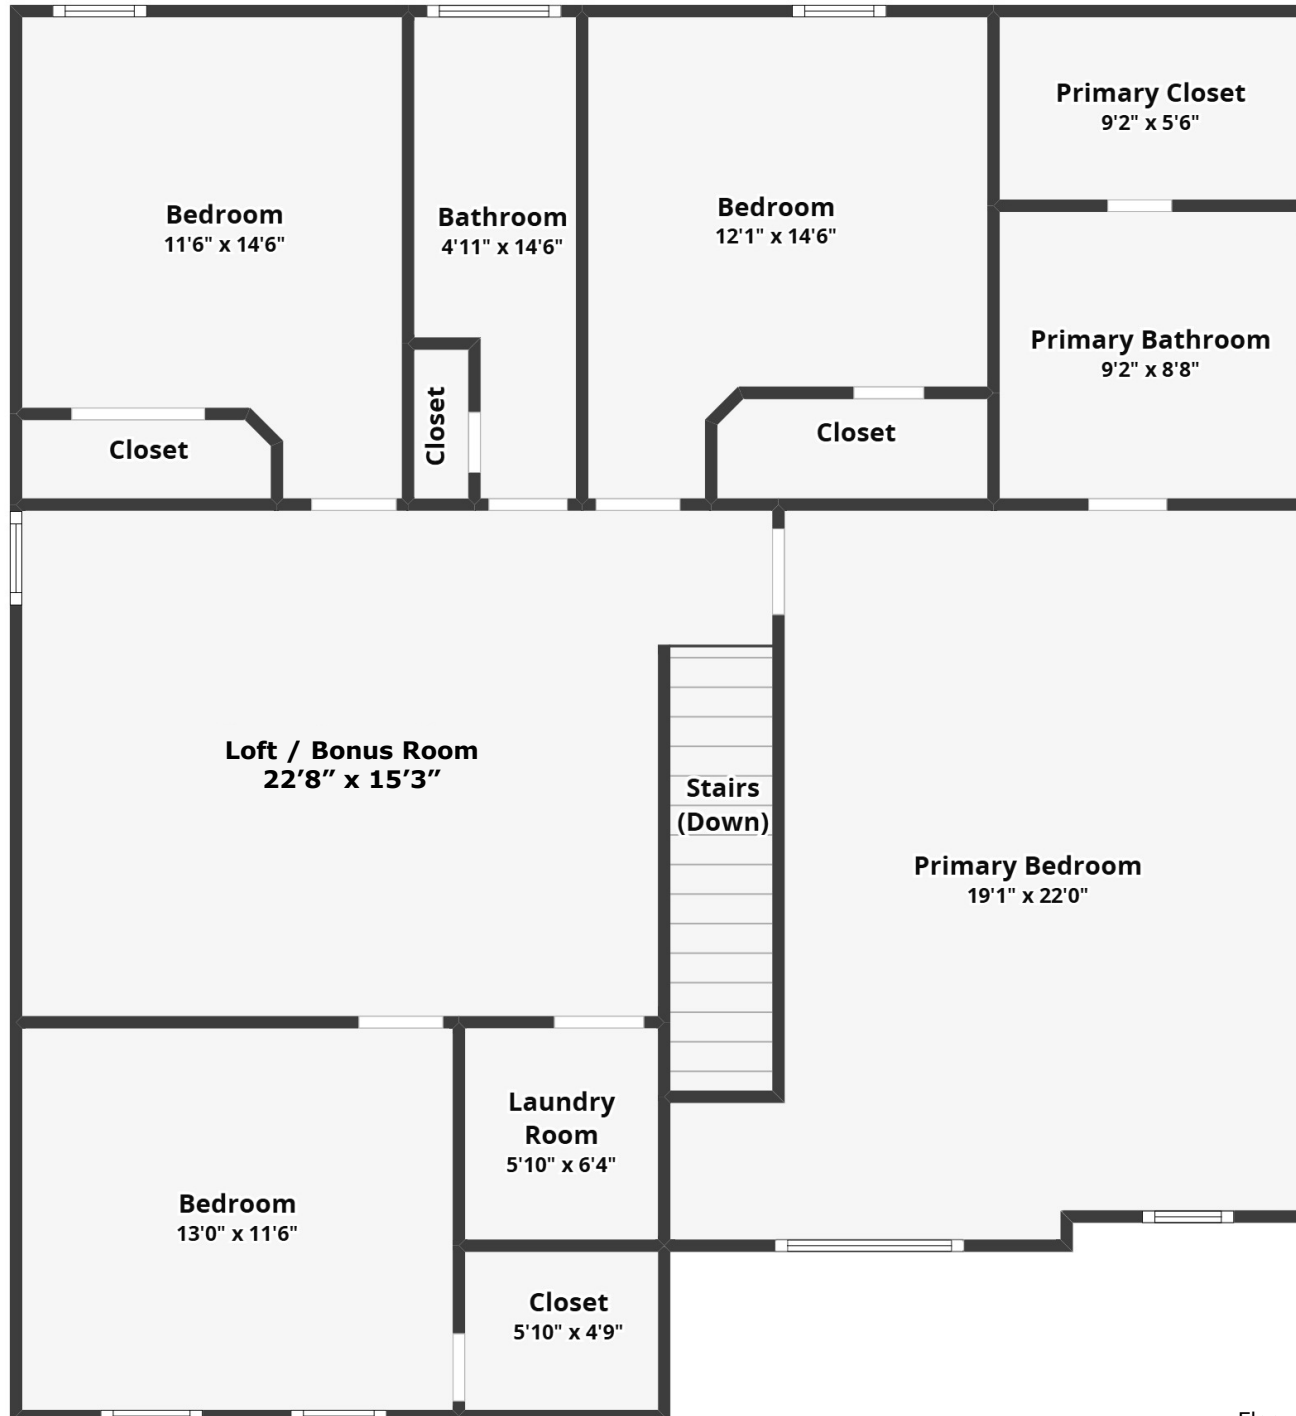 Primary Closet
9'2" x 5'6"
Bedroom
11'6" x 14'6"
Bathroom
4'11" x 14'6"
Bedroom
12'1" x 14'6"
Primary Bathroom
9'2" x 8'8"
Closet
Closet
Closet
Loft / Bonus Room
22’8” x 15’3”
Stairs
(Down)
Primary Bedroom
19'1" x 22'0"
Laundry
Room
5'10" x 6'4"
Bedroom
13'0" x 11'6"
Closet
5'10" x 4'9"